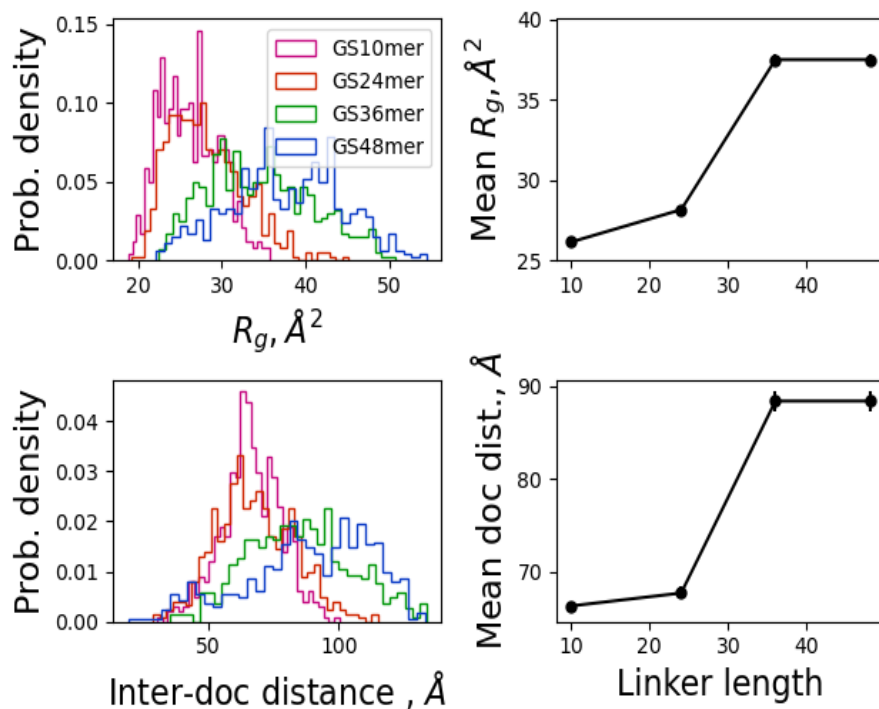 Prob. density
0.15
0.10
0.05
0.00
20
30
40
50
R_g, Å²
GS10mer
GS24mer
GS36mer
GS48mer
Mean R_g, Å²
40
35
30
25
10
20
30
40
Prob. density
0.04
0.03
0.02
0.01
0.00
50
100
Inter-doc distance , Å
Mean doc dist., Å
90
80
70
10
20
30
40
Linker length